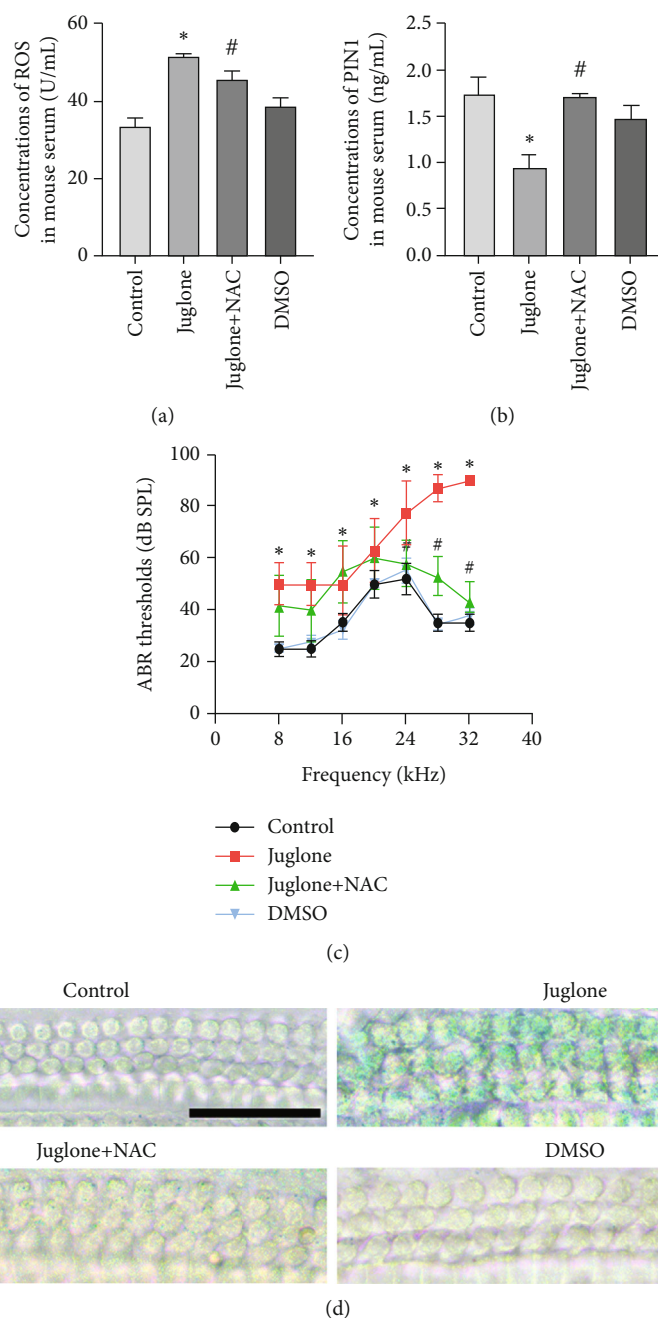 Concentrations of ROS
in mouse serum (U/mL)
60
40
20
0
*
#
Control
Juglone
Juglone+NAC
DMSO
(a)
Concentrations of PIN1
in mouse serum (ng/mL)
2.5
2.0
1.5
1.0
0.5
0.0
*
#
Control
Juglone
Juglone+NAC
DMSO
(b)
ABR thresholds (dB SPL)
100
80
60
40
20
0
* * * * * * *
# # #
0 8 16 24 32 40
Frequency (kHz)
Control
Juglone
Juglone+NAC
DMSO
(c)
Control
Juglone
Juglone+NAC
DMSO
(d)